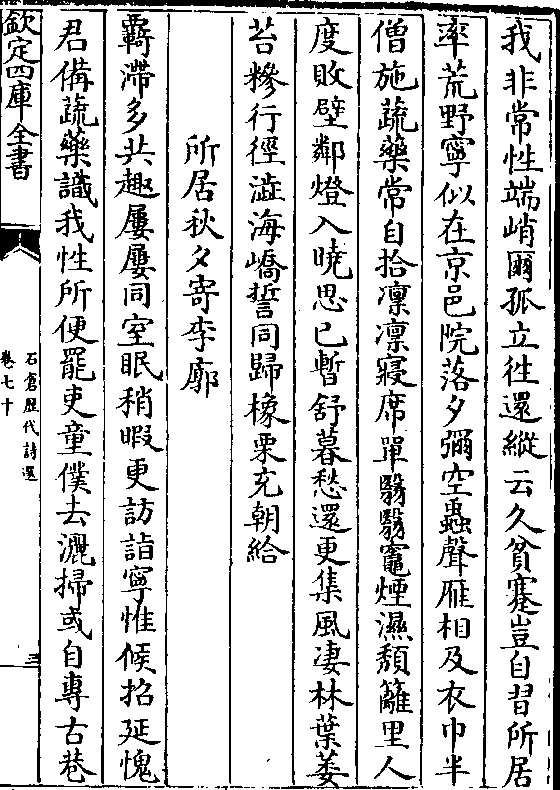 我非常性端峭爾孤立徃還縱云久貧蹇豈自習所居
率荒野寧似在京邑院落夕彌空蟲聲雁相及衣巾半
僧施蔬藥常自拾凛凛寢席單翳翳竈煙濕頽籬里人
度敗壁鄰燈入曉思已暫舒暮愁還更集風凄林葉萎
苔糝行徑澁海嶠誓同歸橡栗充朝給
所居秋夕寄李廓
覊滯多共趣屢屢同室眠稍暇更訪詣寧惟候招延愧
君備蔬藥識我性所便罷吏童僕去灑掃或自專古巷
欽定四庫全書
石倉歴代詩選
卷七十
三